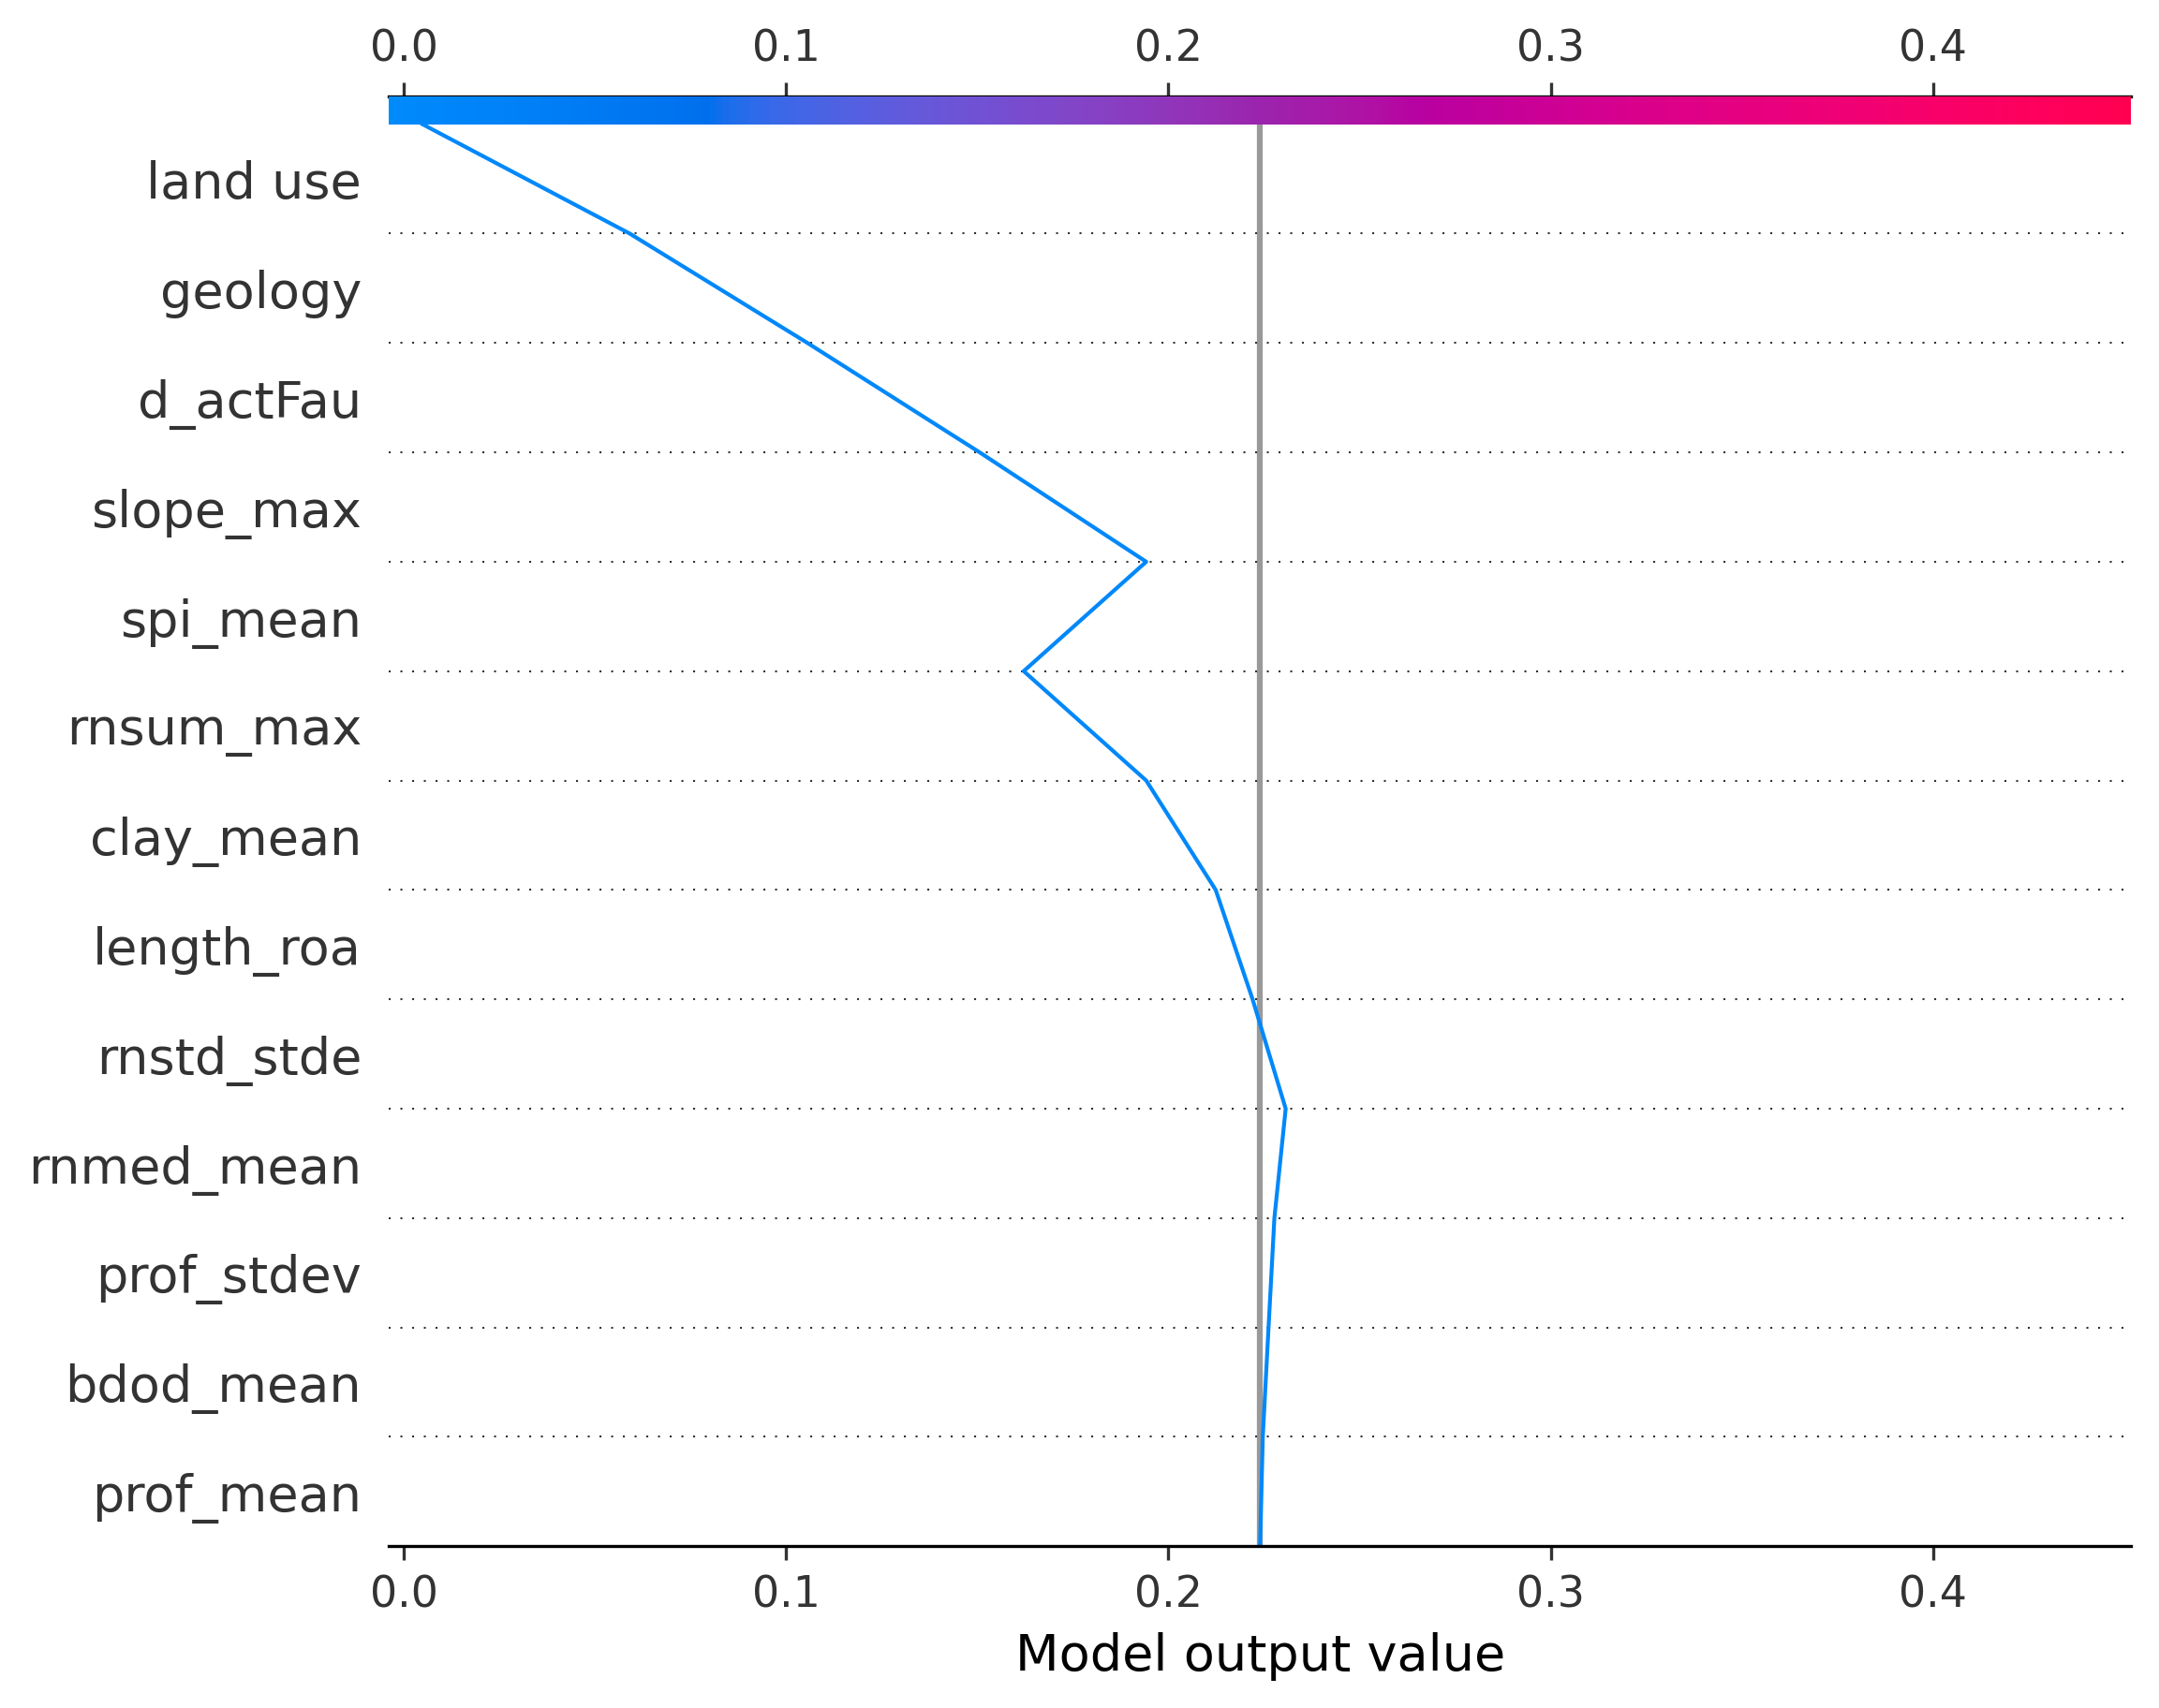 0.0 0.1 0.2 0.3 0.4
land use
geology
d_actFau
slope_max
spi_mean
rnsum_max
clay_mean
length_roa
rnstd_stde
rnmed_mean
prof_stdev
bdod_mean
prof_mean
0.0 0.1 0.2 0.3 0.4
Model output value